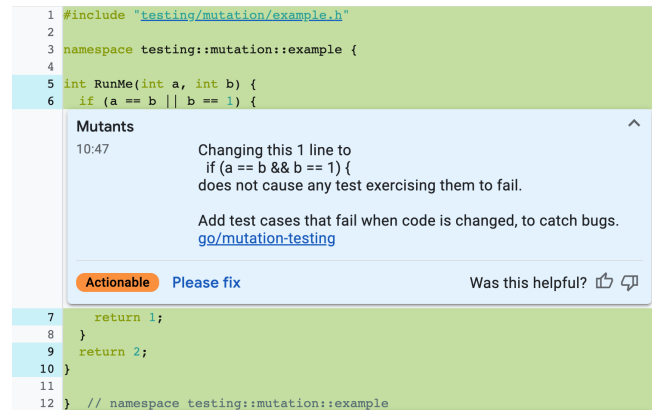 1 #include "testing/mutation/example.h"
2
3 namespace testing::mutation::example {
4
5 int RunMe(int a, int b) {
6   if (a == b || b == 1) {
Mutants
10:47 Changing this 1 line to
if (a == b && b == 1) {
does not cause any test exercising them to fail.
Add test cases that fail when code is changed, to catch bugs.
go/mutation-testing
Actionable Please fix Was this helpful?
7     return 1;
8   }
9   return 2;
10 }
11
12 }  // namespace testing::mutation::example